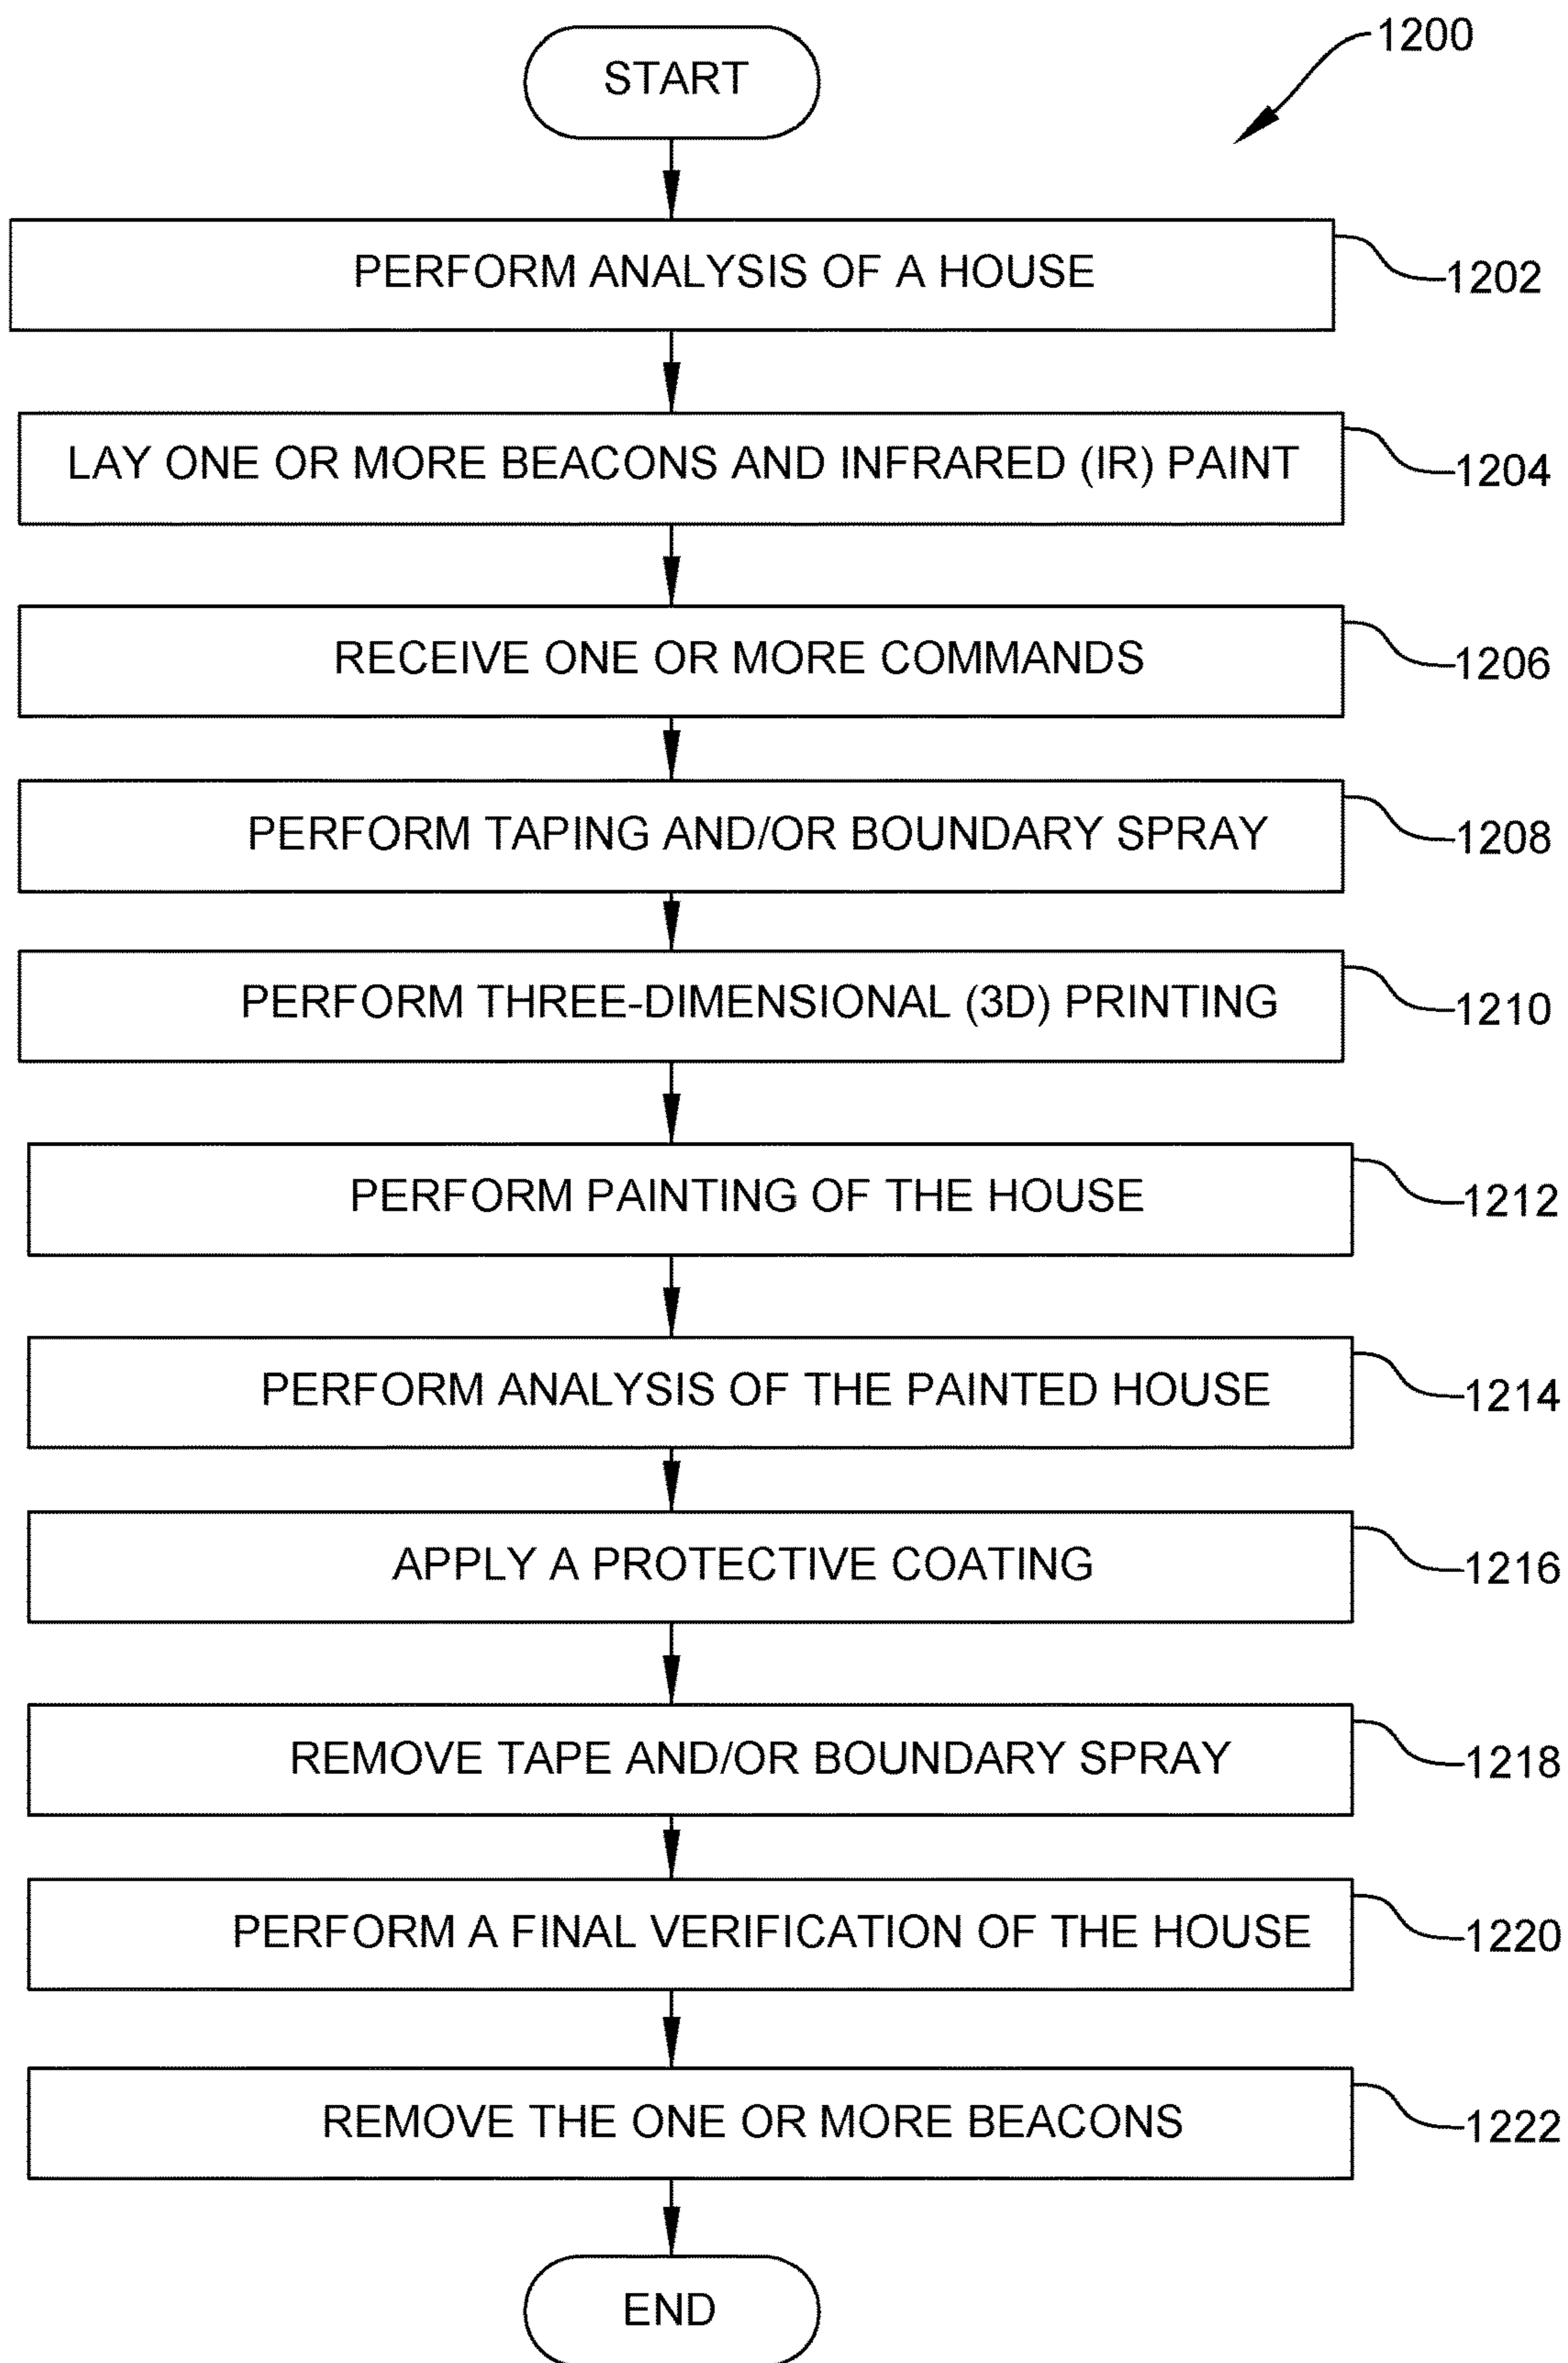 1200
START
PERFORM ANALYSIS OF A HOUSE
1202
LAY ONE OR MORE BEACONS AND INFRARED (IR) PAINT
1204
RECEIVE ONE OR MORE COMMANDS
1206
PERFORM TAPING AND/OR BOUNDARY SPRAY
1208
PERFORM THREE-DIMENSIONAL (3D) PRINTING
1210
PERFORM PAINTING OF THE HOUSE
1212
PERFORM ANALYSIS OF THE PAINTED HOUSE
1214
APPLY A PROTECTIVE COATING
1216
REMOVE TAPE AND/OR BOUNDARY SPRAY
1218
PERFORM A FINAL VERIFICATION OF THE HOUSE
1220
REMOVE THE ONE OR MORE BEACONS
1222
END